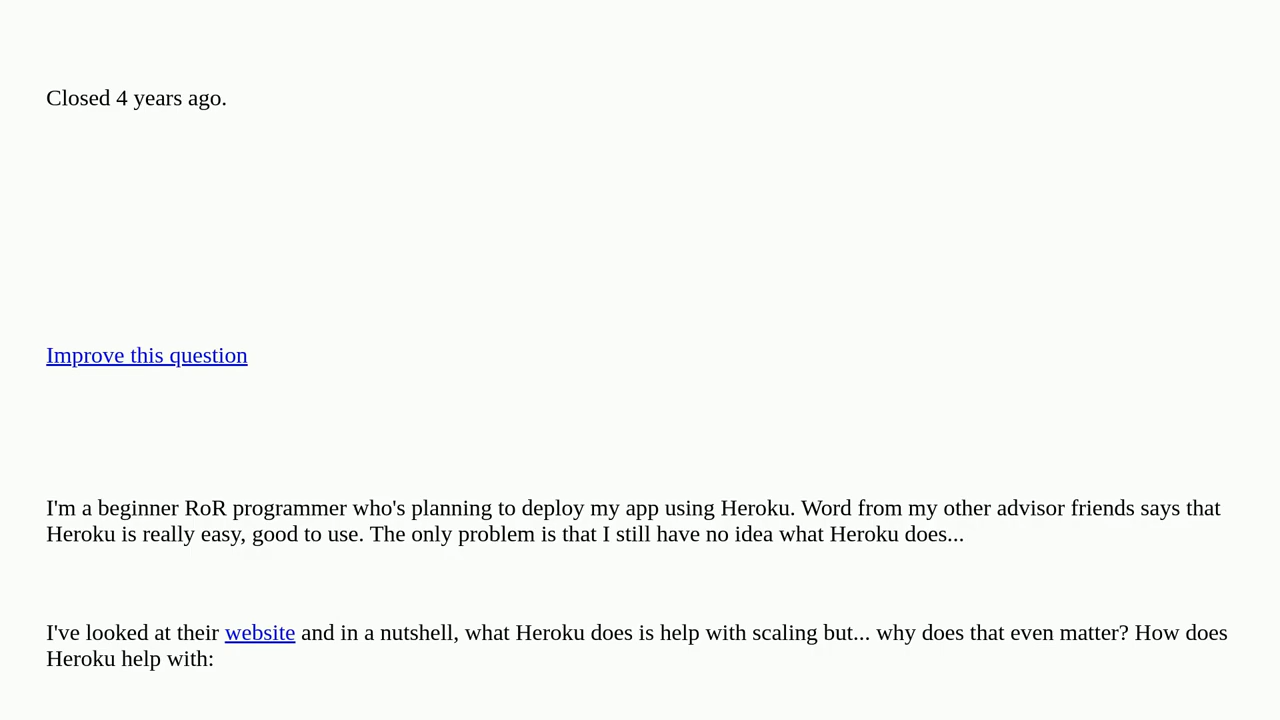 Closed 4 years ago.
Improve this question
I'm a beginner RoR programmer who's planning to deploy my app using Heroku. Word from my other advisor friends says that
Heroku is really easy, good to use. The only problem is that I still have no idea what Heroku does...
I've looked at their website and in a nutshell, what Heroku does is help with scaling but... why does that even matter? How does
Heroku help with: